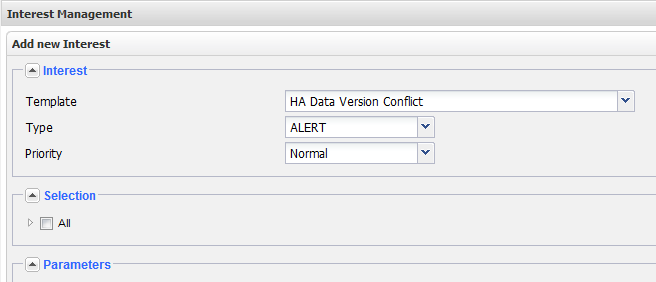 Interest Management
Add new Interest
Interest
Template HA Data Version Conflict
Type ALERT
Priority Normal
Selection
All
Parameters